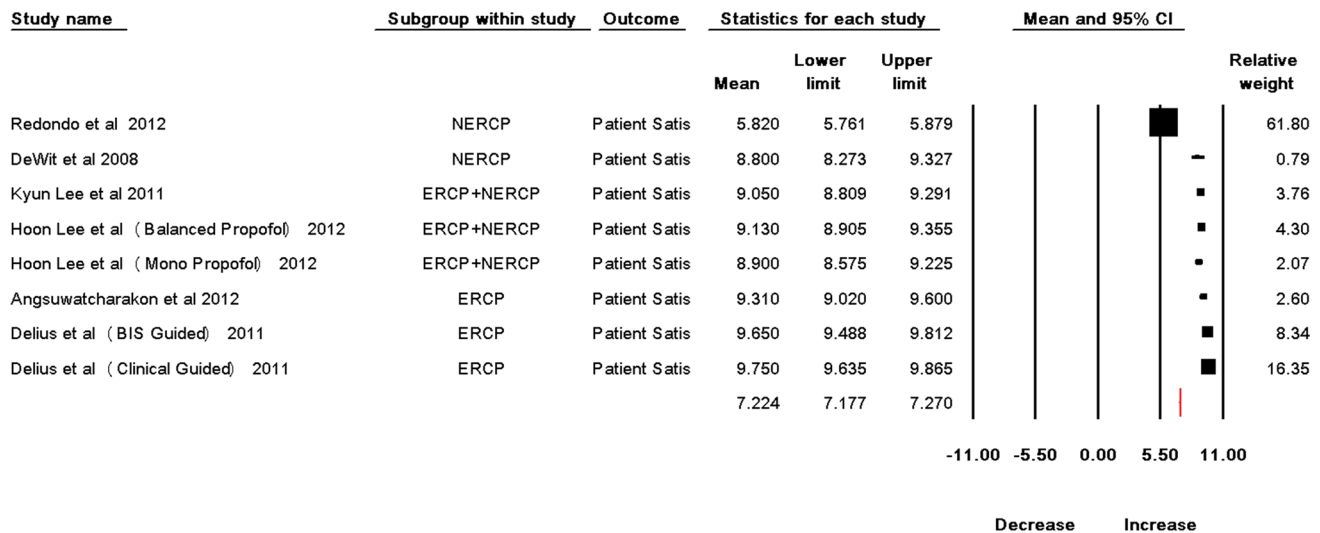 Study name Subgroup within study Outcome Statistics for each study Mean and 95% CI
Lower Upper Relative
Mean limit limit weight
Redondo et al 2012 NERCP Patient Satis 5.820 5.761 5.879 61.80
DeWit et al 2008 NERCP Patient Satis 8.800 8.273 9.327 0.79
Kyun Lee et al 2011 ERCP+NERCP Patient Satis 9.050 8.809 9.291 3.76
Hoon Lee et al (Balanced Propofol) 2012 ERCP+NERCP Patient Satis 9.130 8.905 9.355 4.30
Hoon Lee et al (Mono Propofol) 2012 ERCP+NERCP Patient Satis 8.900 8.575 9.225 2.07
Angsuwatcharakon et al 2012 ERCP Patient Satis 9.310 9.020 9.600 2.60
Delius et al (BIS Guided) 2011 ERCP Patient Satis 9.650 9.488 9.812 8.34
Delius et al (Clinical Guided) 2011 ERCP Patient Satis 9.750 9.635 9.865 16.35
7.224 7.177 7.270
-11.00 -5.50 0.00 5.50 11.00
Decrease Increase